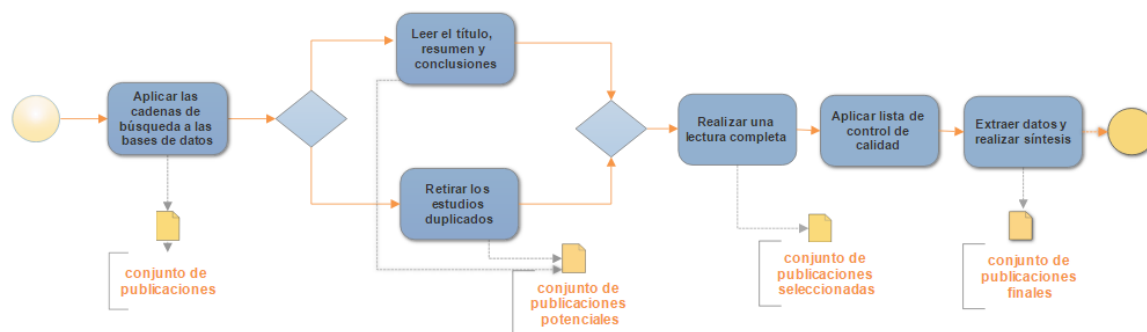 Aplicar las
cadenas de
búsqueda a las
bases de datos
Leer el título,
resumen y
conclusiones
Retirar los
estudios
duplicados
Realizar una
lectura completa
Aplicar lista de
control de
calidad
Extraer datos y
realizar síntesis
conjunto de
publicaciones
conjunto de
publicaciones
potenciales
conjunto de
publicaciones
seleccionadas
conjunto de
publicaciones
finales